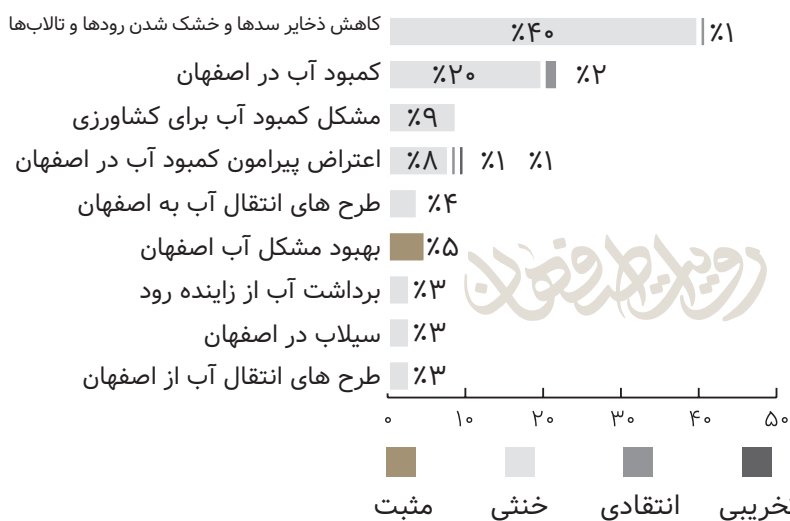 کاهش ذخایر سدها و خشک شدن رودها و تالاب‌ها ٪۴۰ ٪۱
کمبود آب در اصفهان ٪۲۰ ٪۲
مشکل کمبود آب برای کشاورزی ٪۹
اعتراض پیرامون کمبود آب در اصفهان ٪۸ ٪۱ ٪۱
طرح های انتقال آب به اصفهان ٪۴
بهبود مشکل آب اصفهان ٪۵
برداشت آب از زاینده رود ٪۳
سیلاب در اصفهان ٪۳
طرح های انتقال آب از اصفهان ٪۳
رویداد اصفهان
۰ ۱۰ ۲۰ ۳۰ ۴۰ ۵۰
تخریبی انتقادی خنثی مثبت